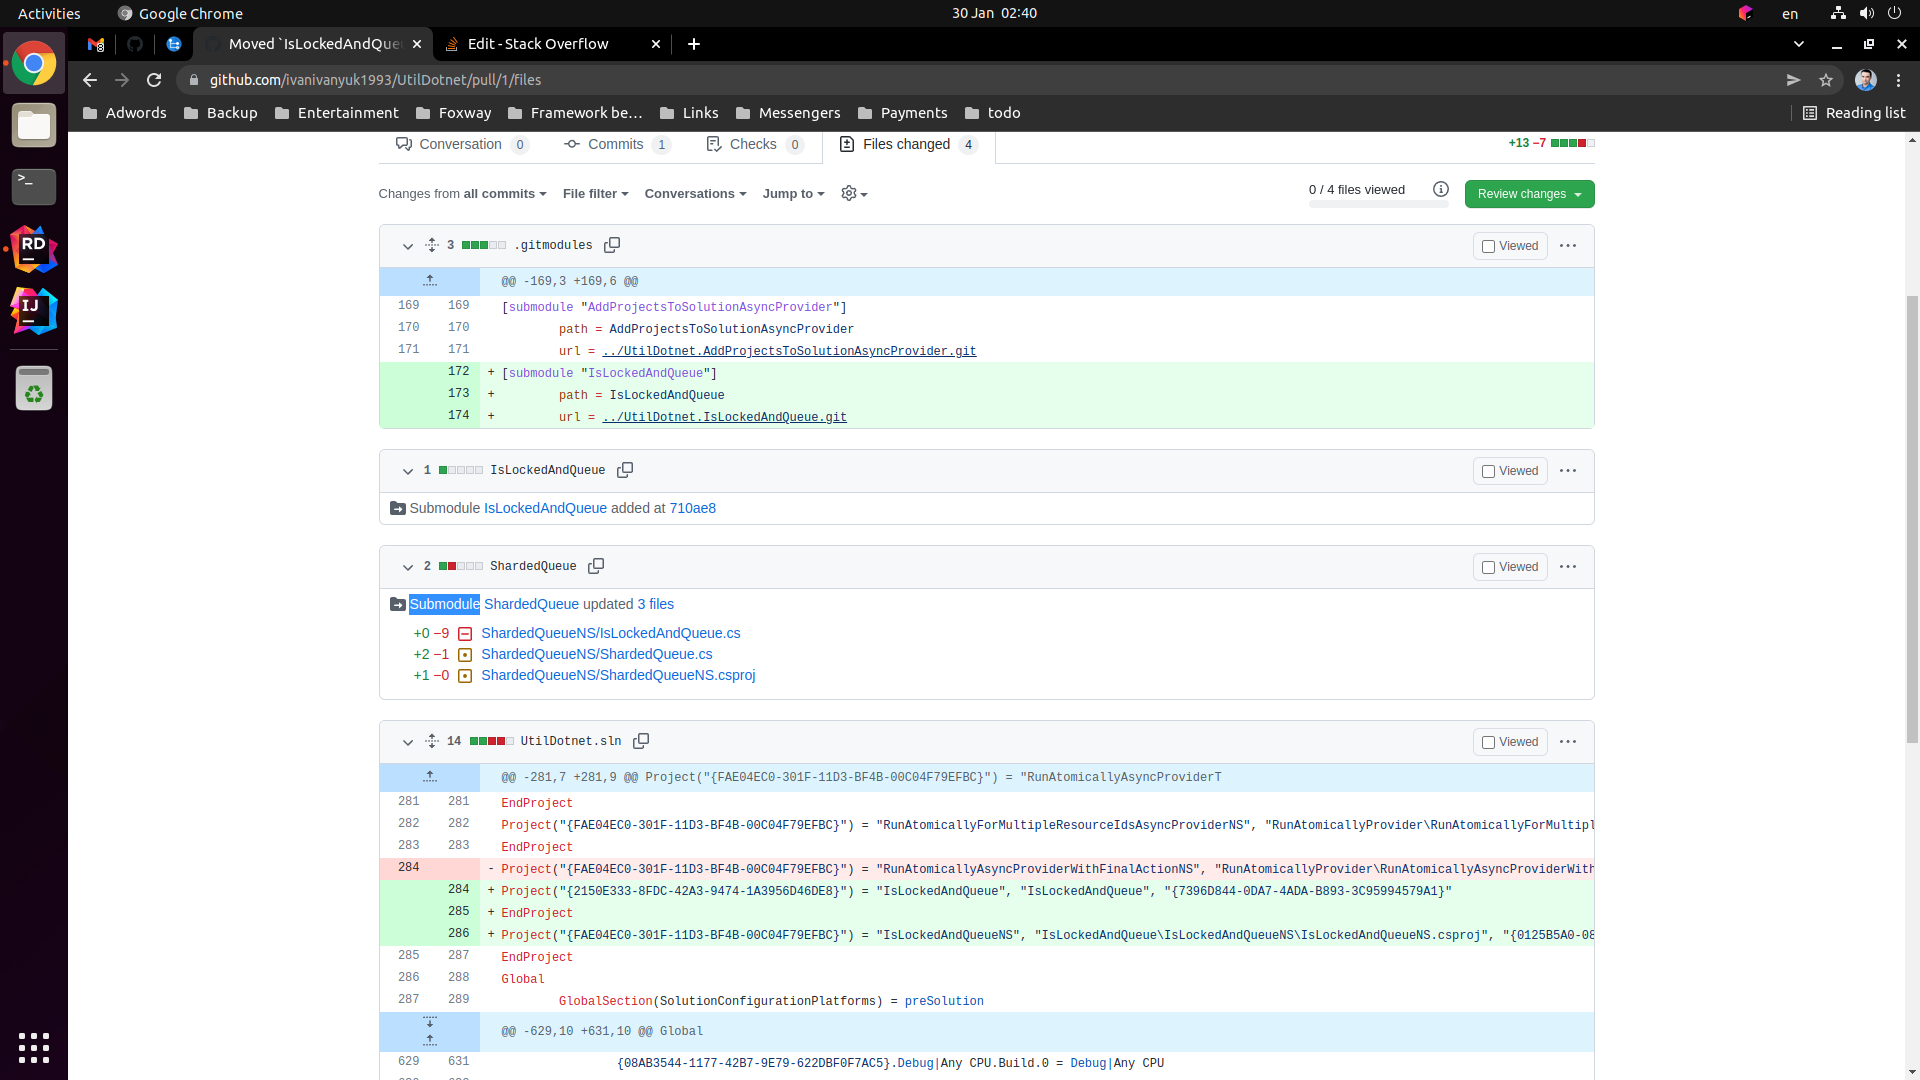 Activities Google Chrome 30 Jan 02:40 en
Moved `IsLockedAndQue Edit - Stack Overflow
github.com/ivanivanyuk1993/UtilDotnet/pull/1/files
Adwords Backup Entertainment Foxway Framework be... Links Messengers Payments todo Reading list
Conversation 0 Commits 1 Checks 0 Files changed 4 +13 −7
Changes from all commits File filter Conversations Jump to 0 / 4 files viewed Review changes
3 .gitmodules Viewed
@@ -169,3 +169,6 @@
169 169 [submodule "AddProjectsToSolutionAsyncProvider"]
170 170 path = AddProjectsToSolutionAsyncProvider
171 171 url = ../UtilDotnet.AddProjectsToSolutionAsyncProvider.git
172 + [submodule "IsLockedAndQueue"]
173 + path = IsLockedAndQueue
174 + url = ../UtilDotnet.IsLockedAndQueue.git
1 IsLockedAndQueue Viewed
Submodule IsLockedAndQueue added at 710ae8
2 ShardedQueue Viewed
Submodule ShardedQueue updated 3 files
+0 −9 ShardedQueueNS/IsLockedAndQueue.cs
+2 −1 ShardedQueueNS/ShardedQueue.cs
+1 −0 ShardedQueueNS/ShardedQueueNS.csproj
14 UtilDotnet.sln Viewed
@@ -281,7 +281,9 @@ Project("{FAE04EC0-301F-11D3-BF4B-00C04F79EFBC}") = "RunAtomicallyAsyncProviderT
281 281 EndProject
282 282 Project("{FAE04EC0-301F-11D3-BF4B-00C04F79EFBC}") = "RunAtomicallyForMultipleResourceIdsAsyncProviderNS", "RunAtomicallyProvider\RunAtomicallyForMultipl
283 283 EndProject
284 - Project("{FAE04EC0-301F-11D3-BF4B-00C04F79EFBC}") = "RunAtomicallyAsyncProviderWithFinalActionNS", "RunAtomicallyProvider\RunAtomicallyAsyncProviderWith
284 + Project("{2150E333-8FDC-42A3-9474-1A3956D46DE8}") = "IsLockedAndQueue", "IsLockedAndQueue", "{7396D844-0DA7-4ADA-B893-3C95994579A1}"
285 + EndProject
286 + Project("{FAE04EC0-301F-11D3-BF4B-00C04F79EFBC}") = "IsLockedAndQueueNS", "IsLockedAndQueue\IsLockedAndQueueNS\IsLockedAndQueueNS.csproj", "{0125B5A0-08
285 287 EndProject
286 288 Global
287 289 GlobalSection(SolutionConfigurationPlatforms) = preSolution
@@ -629,10 +631,10 @@ Global
629 631 {08AB3544-1177-42B7-9E79-622DBF0F7AC5}.Debug|Any CPU.Build.0 = Debug|Any CPU